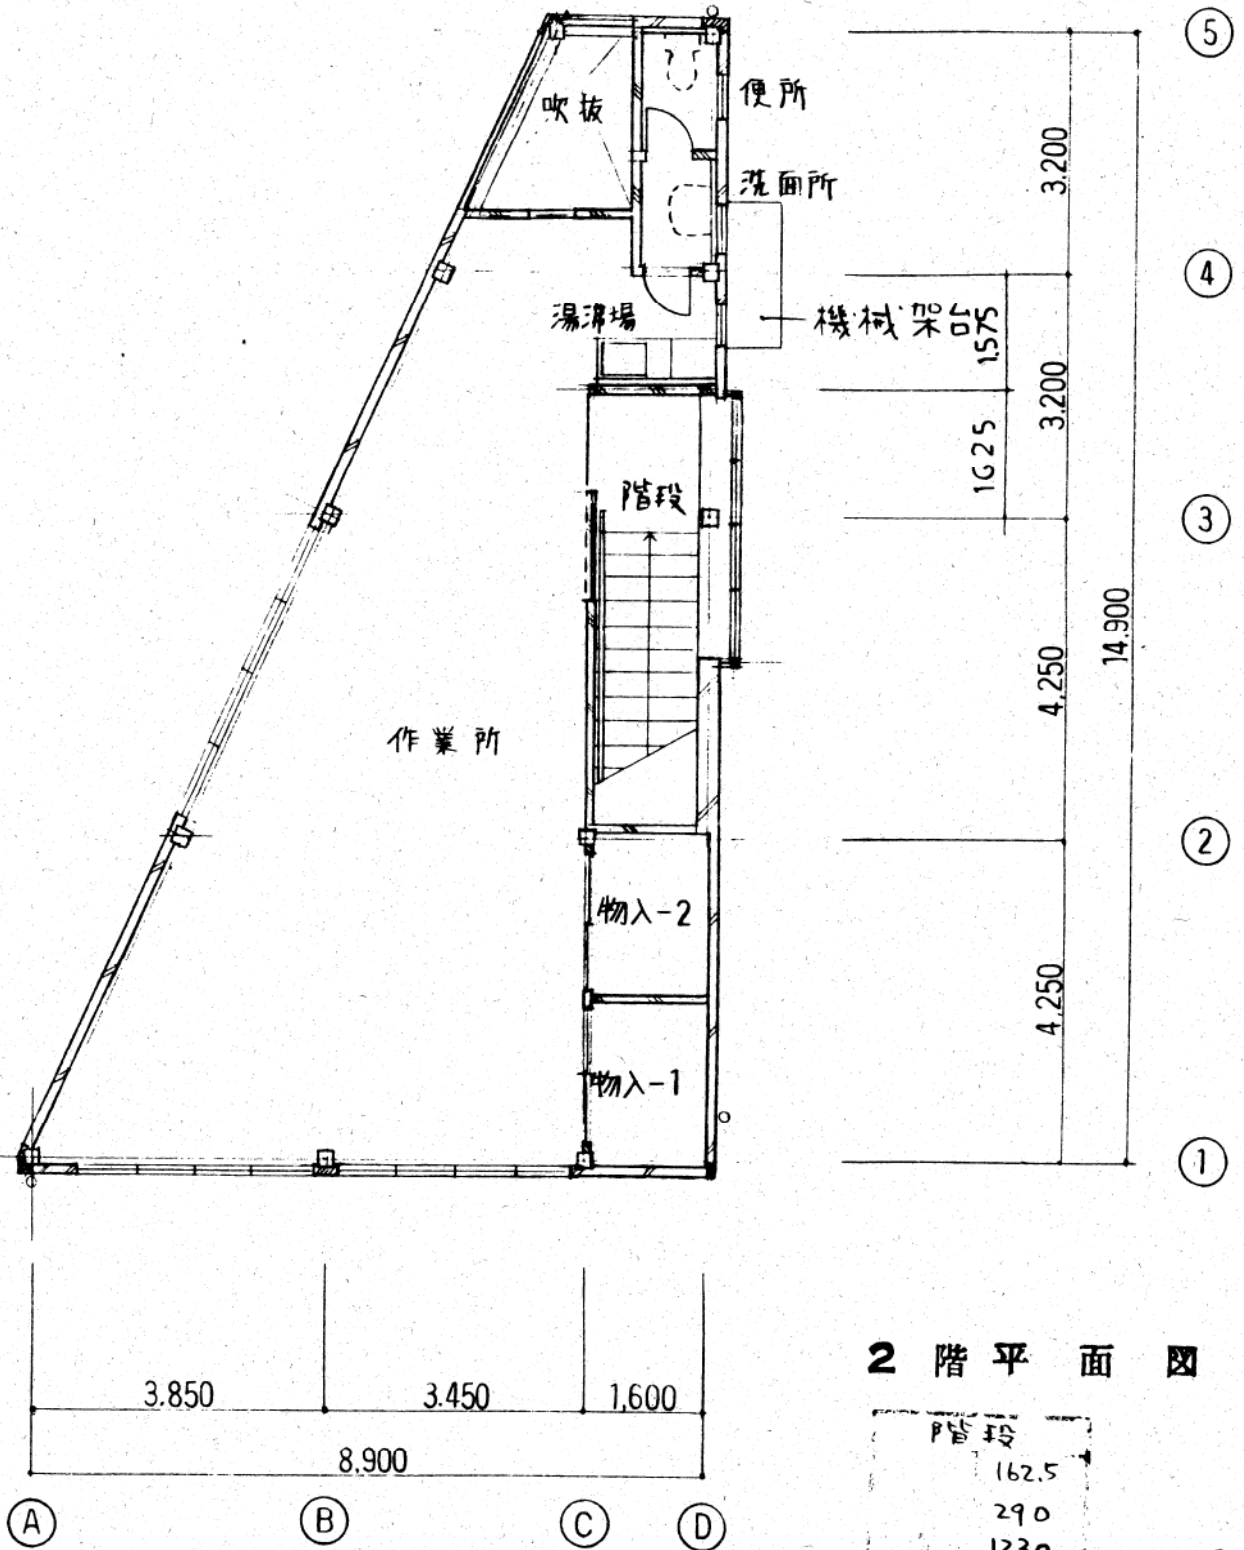 ⑤
吹抜
便所
3.200
洗面所
④
湯沸場
機械架台
1.575
3.200
1625
階段
③
14.900
4.250
作業所
②
物入-2
4.250
物入-1
①
2階平面図
3.850
3.450
1,600
階段
8.900
162.5
290
1230
Ⓐ
Ⓑ
Ⓒ
Ⓓ